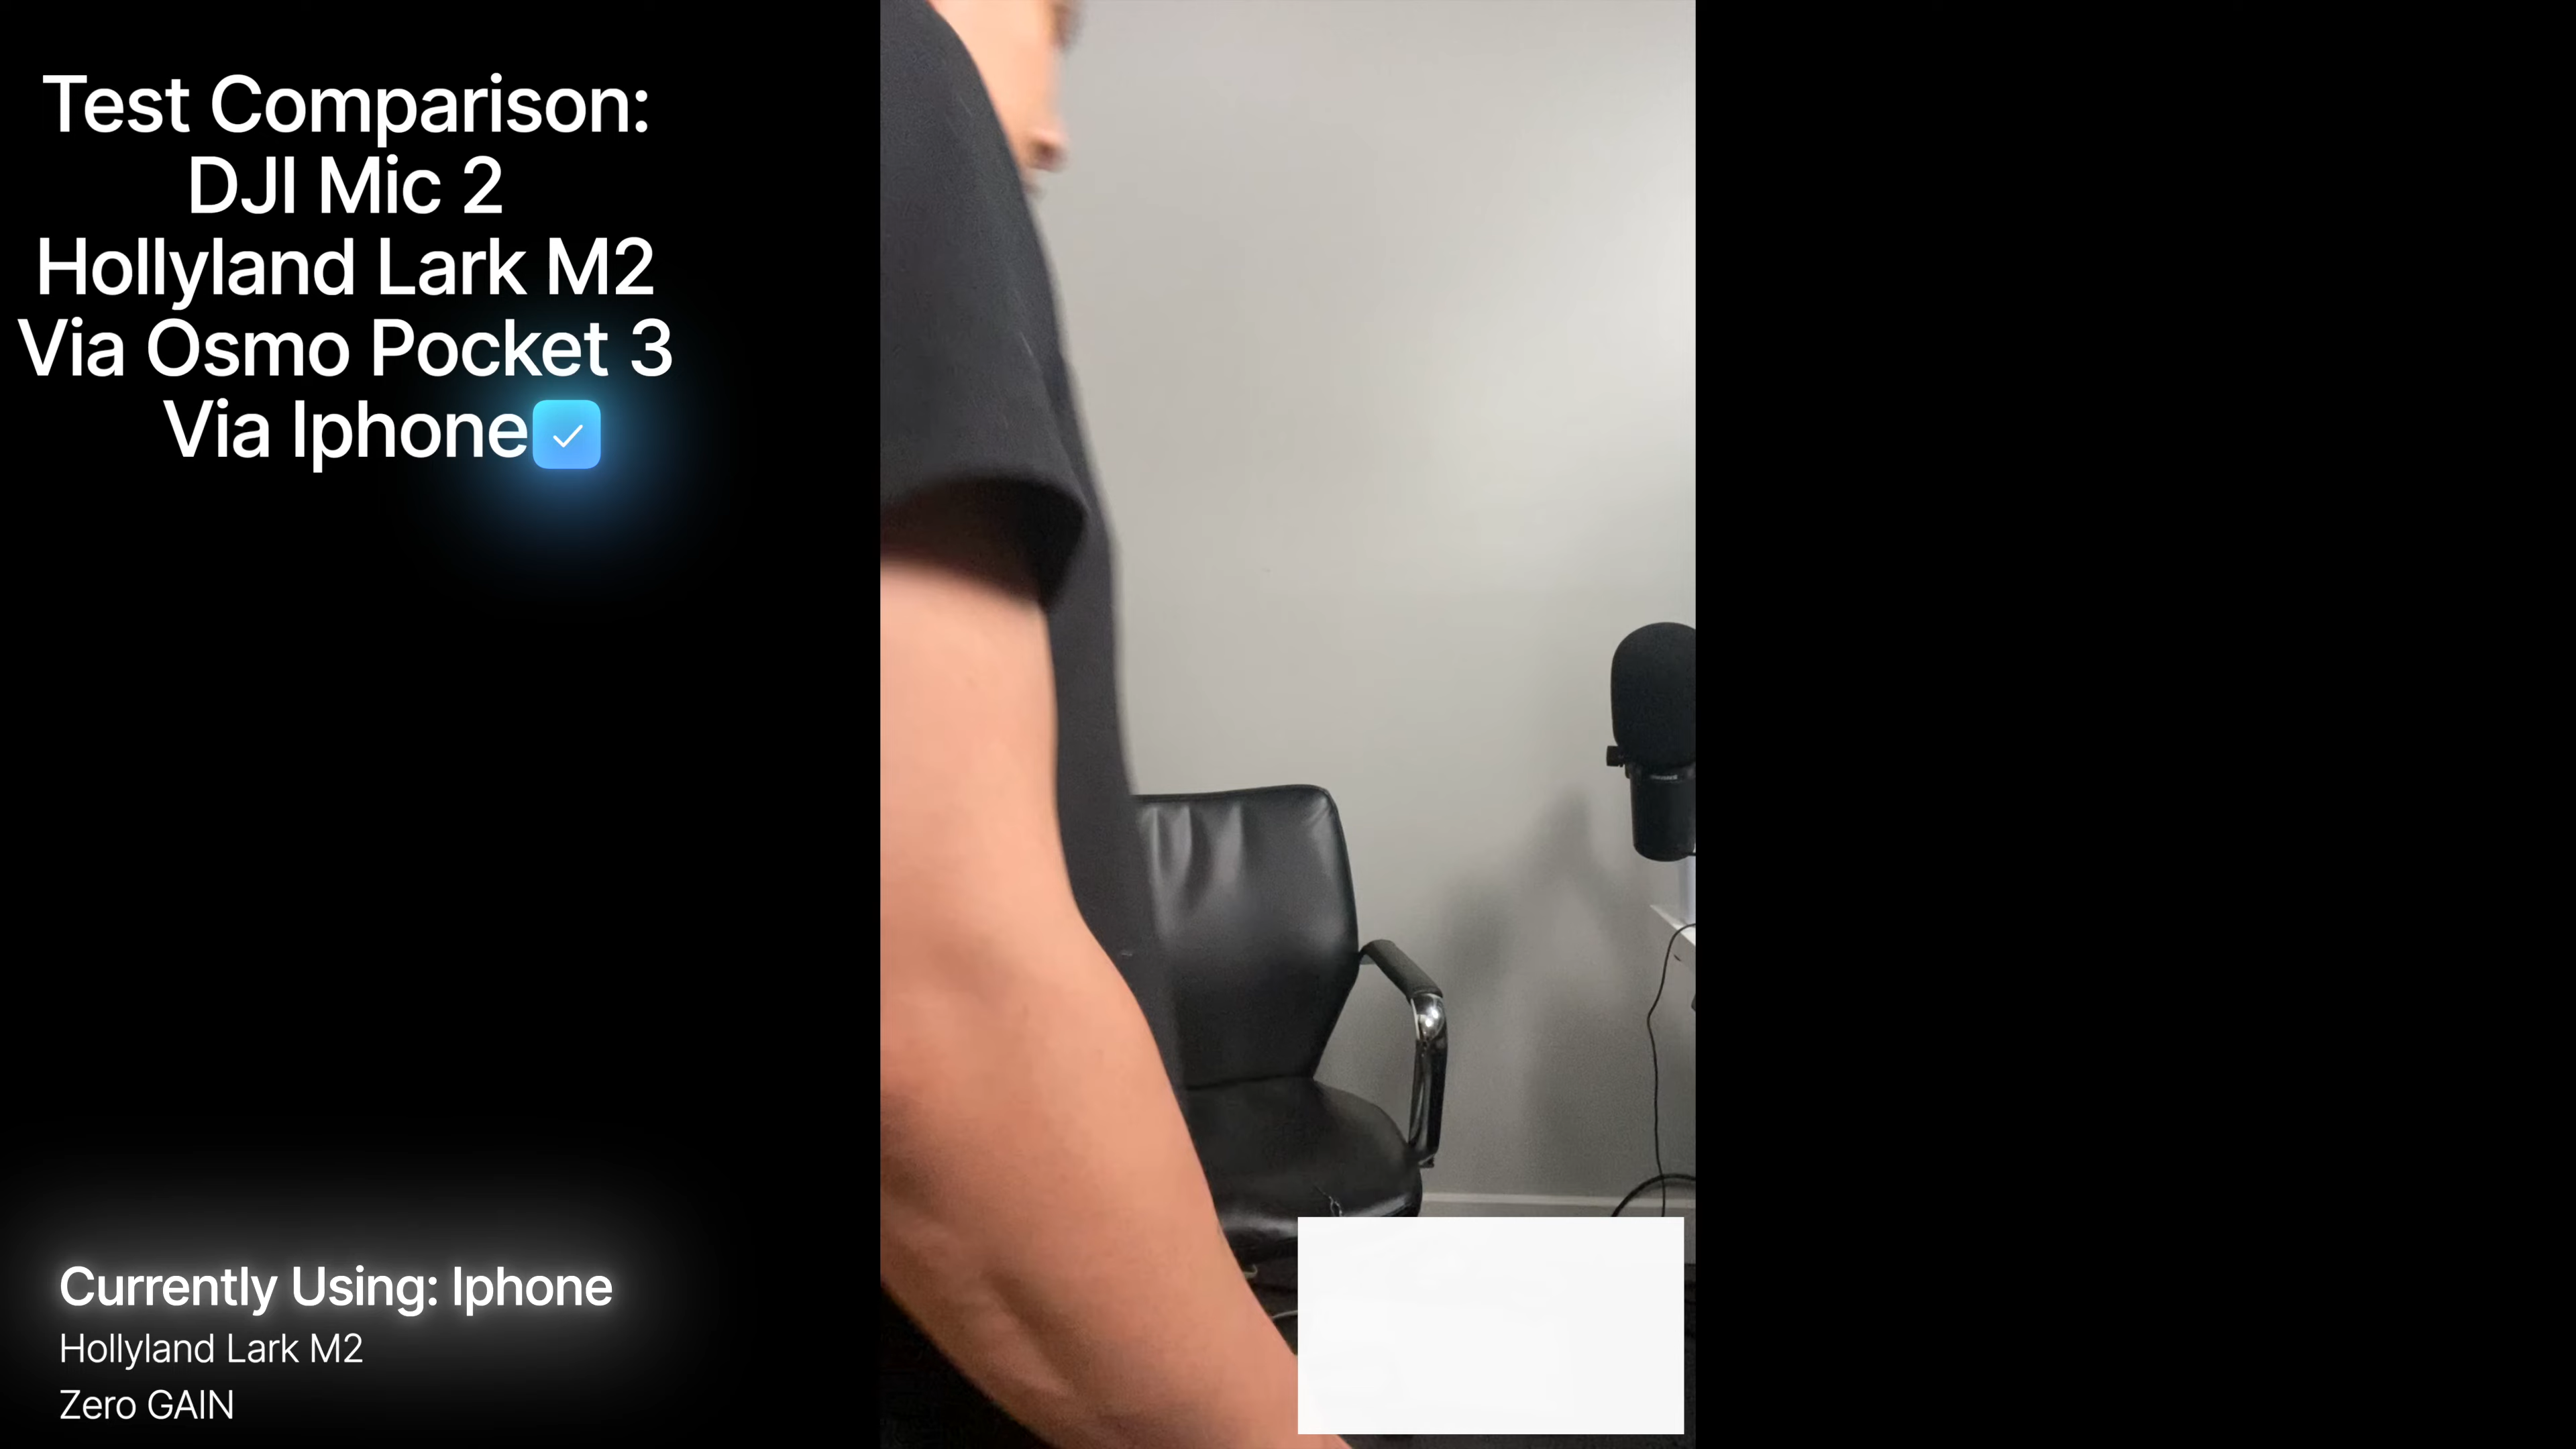 Test Comparison:
DJI Mic 2
Hollyland Lark M2
Via Osmo Pocket 3
Via Iphone
Currently Using: Iphone
Hollyland Lark M2
Zero GAIN